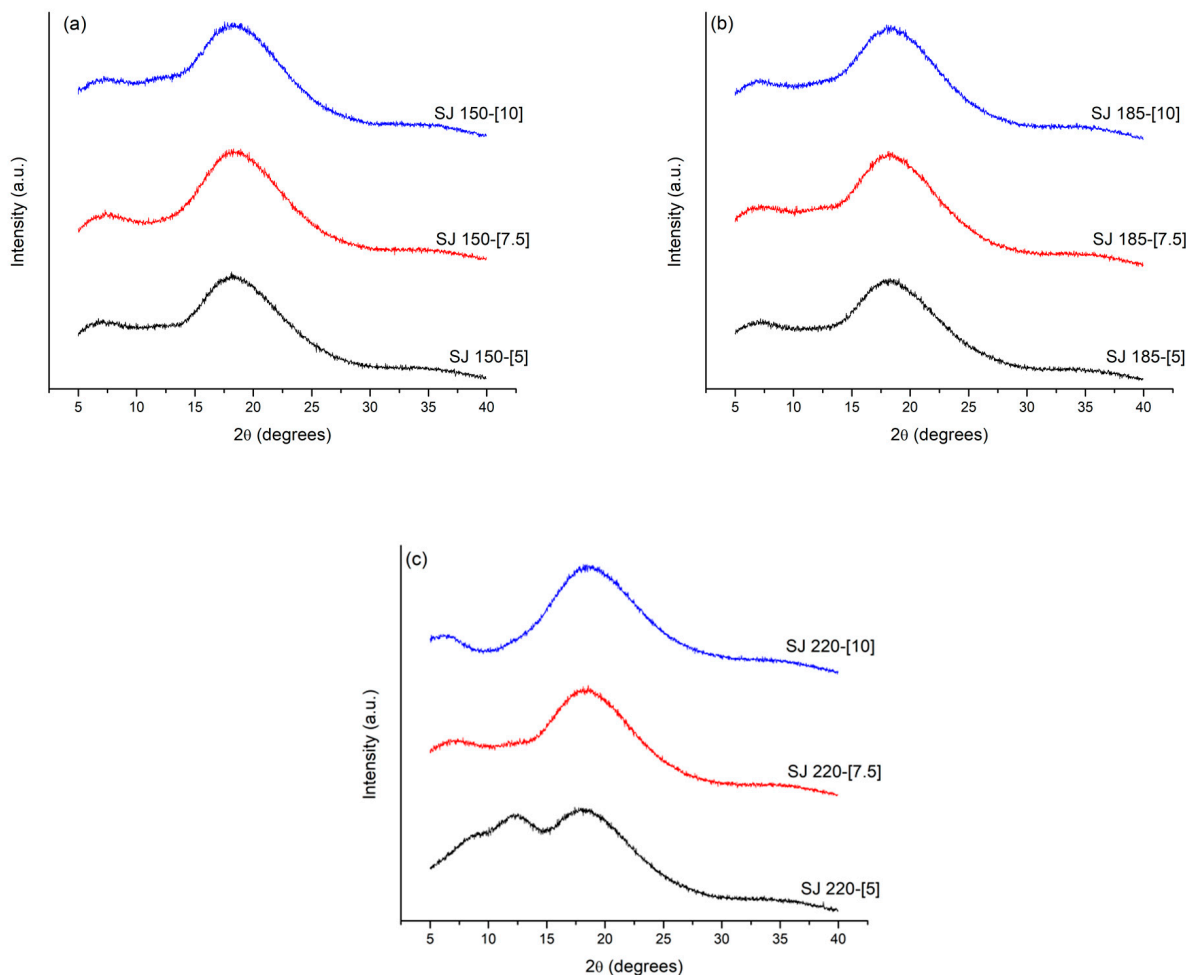 (a)
SJ 150-[10]
SJ 150-[7.5]
SJ 150-[5]
Intensity (a.u.)
5 10 15 20 25 30 35 40
2θ (degrees)
(b)
SJ 185-[10]
SJ 185-[7.5]
SJ 185-[5]
Intensity (a.u.)
5 10 15 20 25 30 35 40
2θ (degrees)
(c)
SJ 220-[10]
SJ 220-[7.5]
SJ 220-[5]
Intensity (a.u.)
5 10 15 20 25 30 35 40
2θ (degrees)